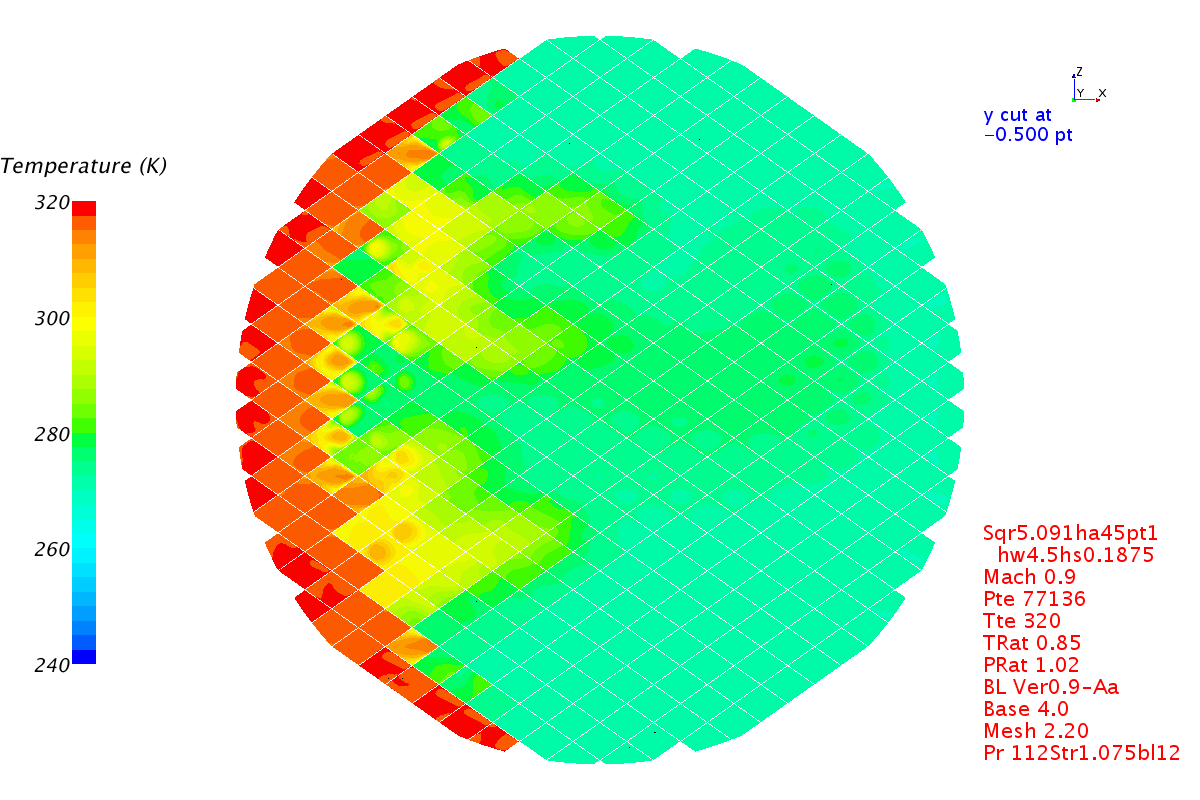 Z
Y X
y cut at
−0.500 pt
Temperature (K)
320
300
280
260
240
Sqr5.091ha45pt1
hw4.5hs0.1875
Mach 0.9
Pte 77136
Tte 320
TRat 0.85
PRat 1.02
BL Ver0.9−Aa
Base 4.0
Mesh 2.20
Pr 112Str1.075bl12